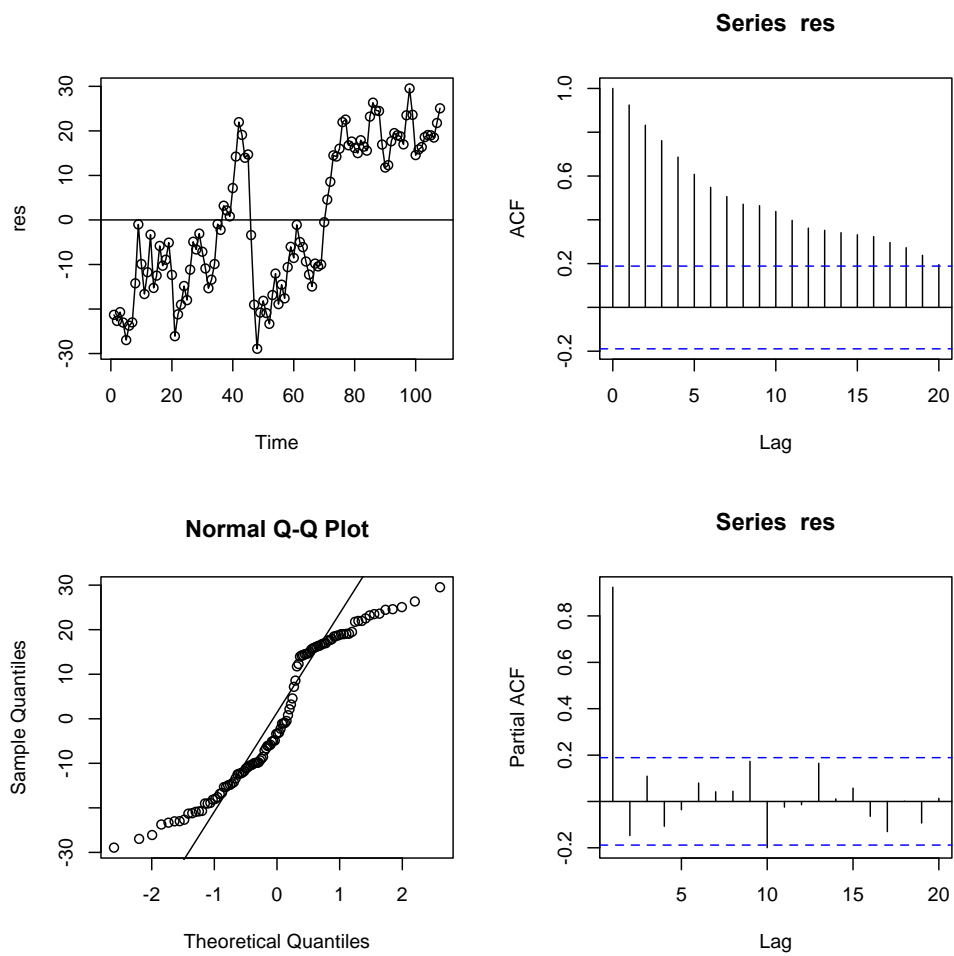 res
30
20
10
0
-10
-30
0 20 40 60 80 100
Time
Series res
ACF
1.0
0.6
0.2
-0.2
0 5 10 15 20
Lag
Normal Q-Q Plot
Sample Quantiles
30
20
10
0
-10
-30
-2 -1 0 1 2
Theoretical Quantiles
Series res
Partial ACF
0.8
0.6
0.4
0.2
-0.2
5 10 15 20
Lag